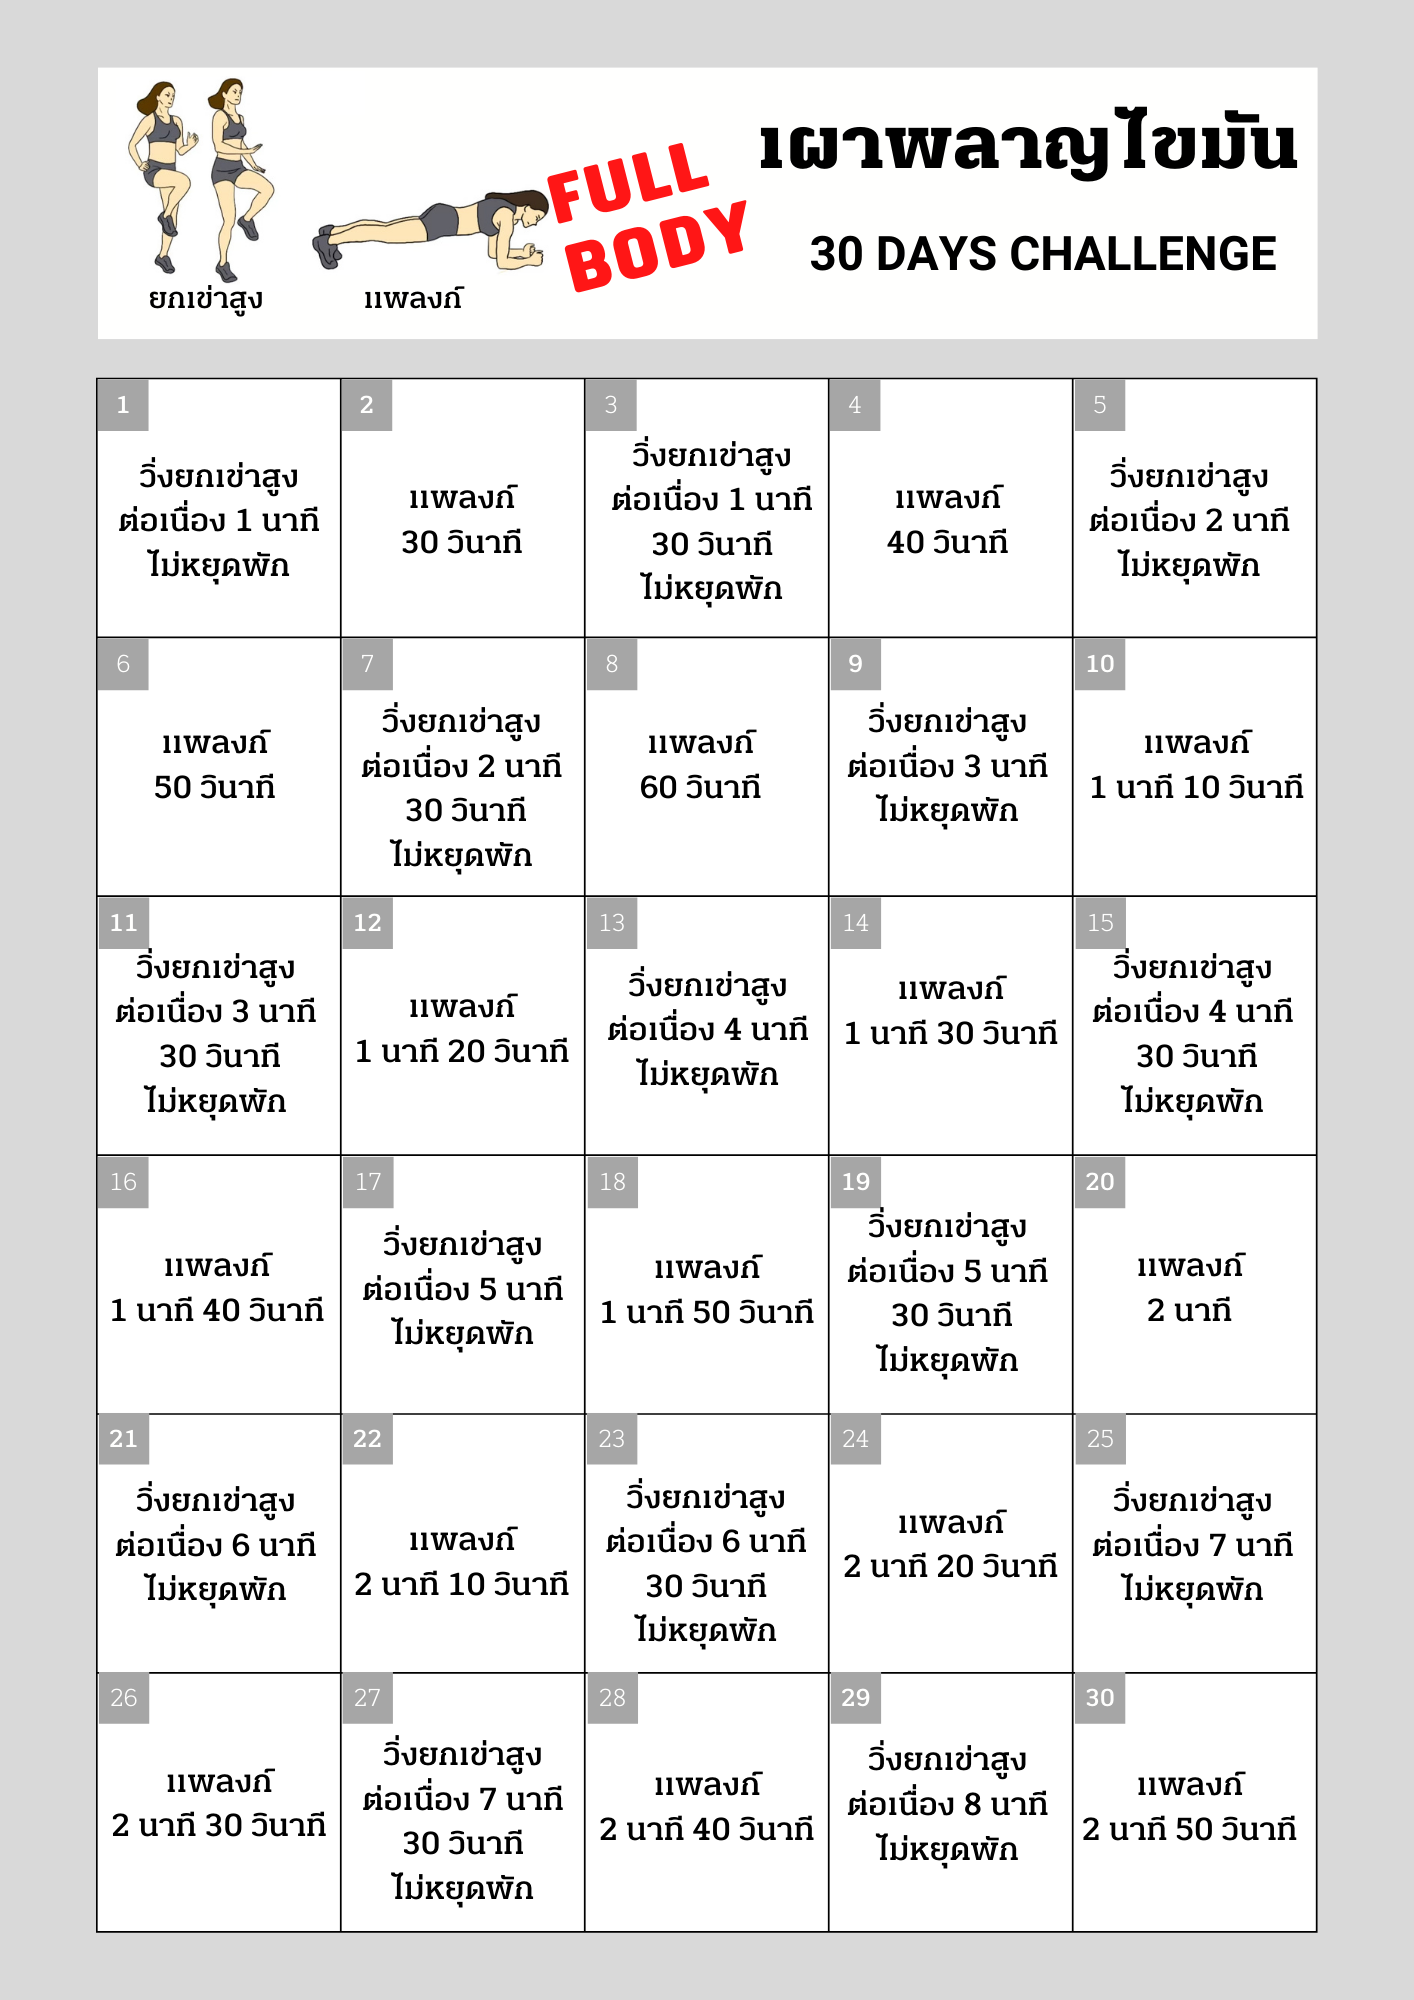 เผาผลาญไขมัน
FULL
BODY
30 DAYS CHALLENGE
ยกเข่าสูง
แพลงก์
1
วิ่งยกเข่าสูง
ต่อเนื่อง 1 นาที
ไม่หยุดพัก
2
แพลงก์
30 วินาที
3
วิ่งยกเข่าสูง
ต่อเนื่อง 1 นาที
30 วินาที
ไม่หยุดพัก
4
แพลงก์
40 วินาที
5
วิ่งยกเข่าสูง
ต่อเนื่อง 2 นาที
ไม่หยุดพัก
6
แพลงก์
50 วินาที
7
วิ่งยกเข่าสูง
ต่อเนื่อง 2 นาที
30 วินาที
ไม่หยุดพัก
8
แพลงก์
60 วินาที
9
วิ่งยกเข่าสูง
ต่อเนื่อง 3 นาที
ไม่หยุดพัก
10
แพลงก์
1 นาที 10 วินาที
11
วิ่งยกเข่าสูง
ต่อเนื่อง 3 นาที
30 วินาที
ไม่หยุดพัก
12
แพลงก์
1 นาที 20 วินาที
13
วิ่งยกเข่าสูง
ต่อเนื่อง 4 นาที
ไม่หยุดพัก
14
แพลงก์
1 นาที 30 วินาที
15
วิ่งยกเข่าสูง
ต่อเนื่อง 4 นาที
30 วินาที
ไม่หยุดพัก
16
แพลงก์
1 นาที 40 วินาที
17
วิ่งยกเข่าสูง
ต่อเนื่อง 5 นาที
ไม่หยุดพัก
18
แพลงก์
1 นาที 50 วินาที
19
วิ่งยกเข่าสูง
ต่อเนื่อง 5 นาที
30 วินาที
ไม่หยุดพัก
20
แพลงก์
2 นาที
21
วิ่งยกเข่าสูง
ต่อเนื่อง 6 นาที
ไม่หยุดพัก
22
แพลงก์
2 นาที 10 วินาที
23
วิ่งยกเข่าสูง
ต่อเนื่อง 6 นาที
30 วินาที
ไม่หยุดพัก
24
แพลงก์
2 นาที 20 วินาที
25
วิ่งยกเข่าสูง
ต่อเนื่อง 7 นาที
ไม่หยุดพัก
26
แพลงก์
2 นาที 30 วินาที
27
วิ่งยกเข่าสูง
ต่อเนื่อง 7 นาที
30 วินาที
ไม่หยุดพัก
28
แพลงก์
2 นาที 40 วินาที
29
วิ่งยกเข่าสูง
ต่อเนื่อง 8 นาที
ไม่หยุดพัก
30
แพลงก์
2 นาที 50 วินาที